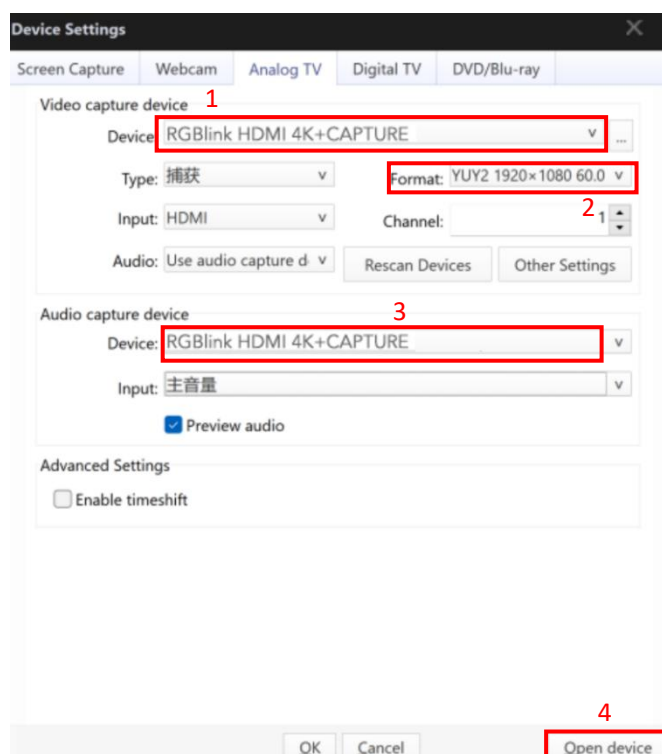 Device Settings
Screen Capture Webcam Analog TV Digital TV DVD/Blu-ray
Video capture device
1
Device: RGBlink HDMI 4K+CAPTURE ...
Type: 捕获 Format: YUY2 1920×1080 60.0
2
Input: HDMI Channel: 1
Audio: Use audio capture d Rescan Devices Other Settings
Audio capture device
3
Device: RGBlink HDMI 4K+CAPTURE
Input: 主音量
Preview audio
Advanced Settings
Enable timeshift
4
OK Cancel Open device